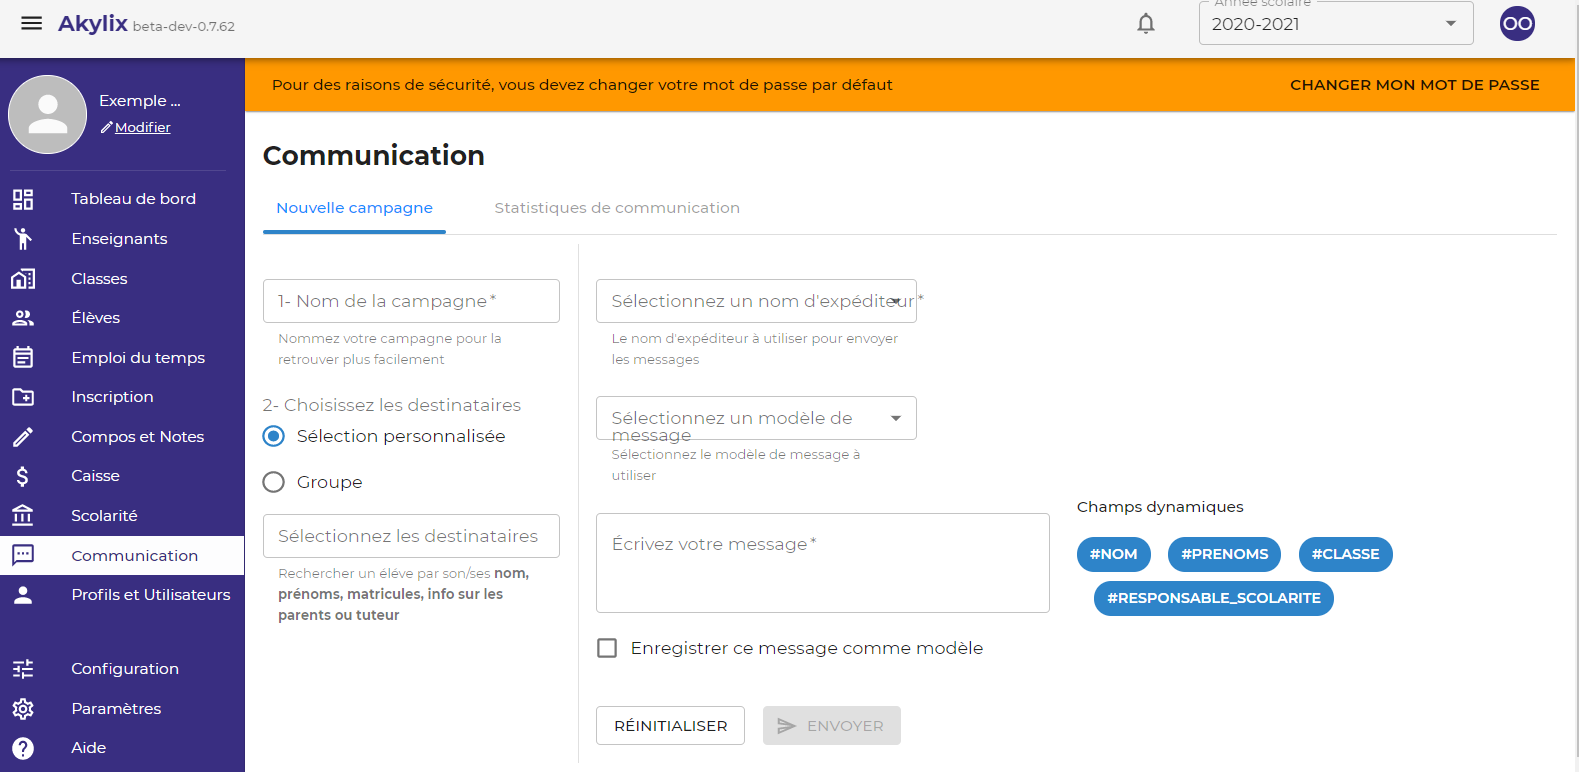 Akylix beta-dev-0.7.62
Année scolaire
2020-2021
OO
Exemple ...
Modifier
Tableau de bord
Enseignants
Classes
Élèves
Emploi du temps
Inscription
Compos et Notes
Caisse
Scolarité
Communication
Profils et Utilisateurs
Configuration
Paramètres
Aide
Pour des raisons de sécurité, vous devez changer votre mot de passe par défaut
CHANGER MON MOT DE PASSE
Communication
Nouvelle campagne
Statistiques de communication
1- Nom de la campagne *
Nommez votre campagne pour la
retrouver plus facilement
2- Choisissez les destinataires
Sélection personnalisée
Groupe
Sélectionnez les destinataires
Rechercher un éléve par son/ses nom,
prénoms, matricules, info sur les
parents ou tuteur
Sélectionnez un nom d'expéditeur *
Le nom d'expéditeur à utiliser pour envoyer
les messages
Sélectionnez un modèle de
message
Sélectionnez le modèle de message à
utiliser
Écrivez votre message *
Enregistrer ce message comme modèle
RÉINITIALISER
ENVOYER
Champs dynamiques
#NOM
#PRENOMS
#CLASSE
#RESPONSABLE_SCOLARITE